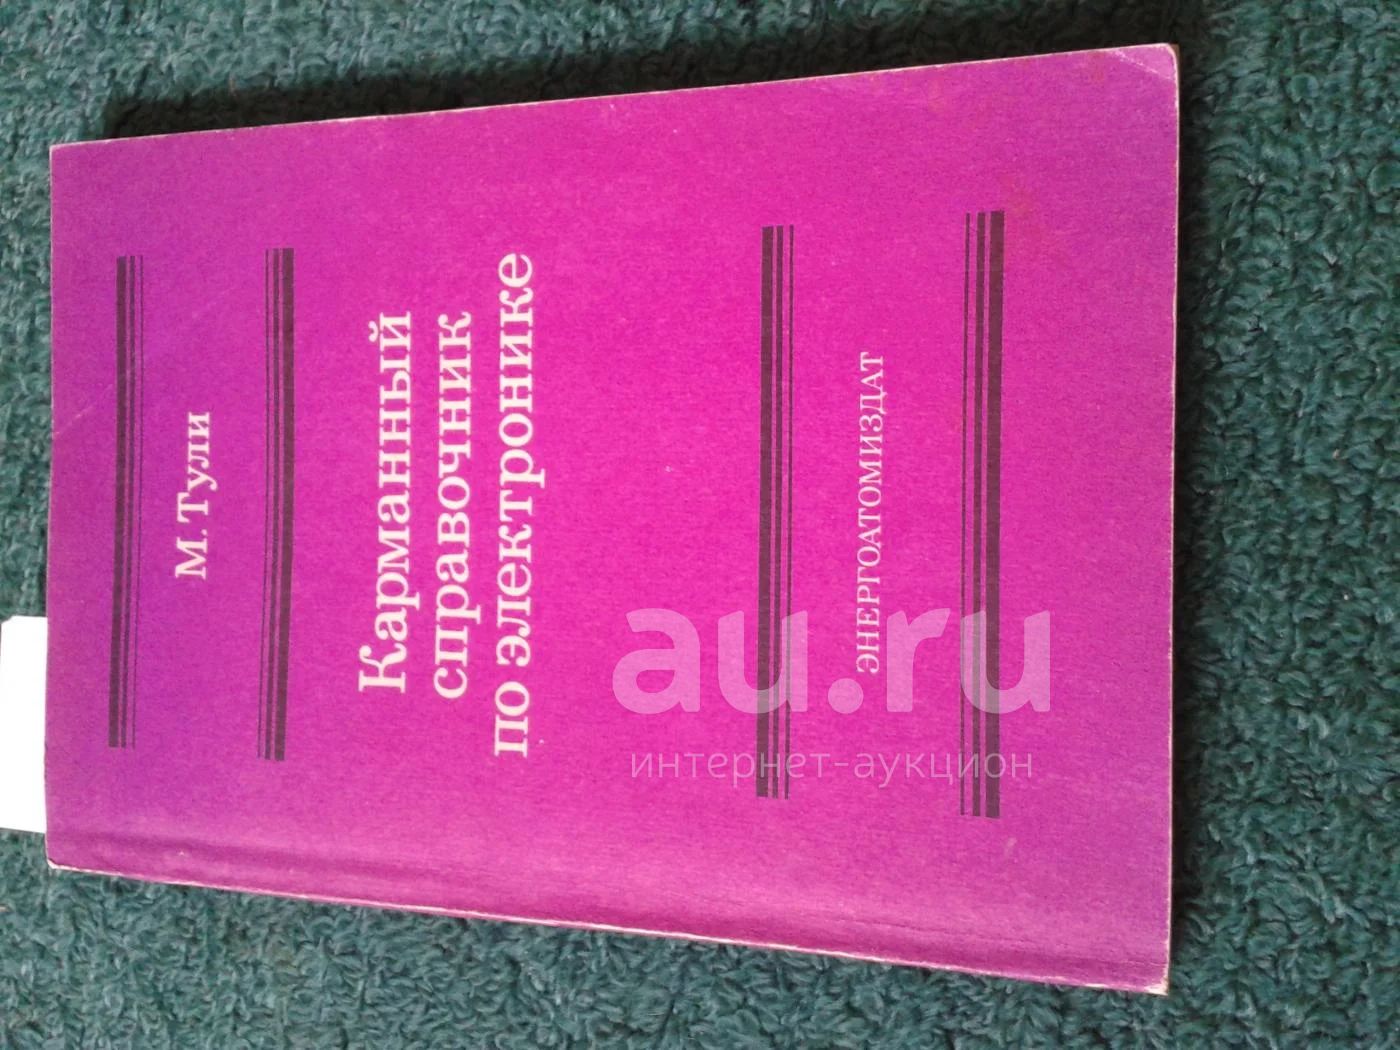 М. Тули
Карманный
справочник
по электронике
ЭНЕРГОАТОМИЗДАТ
au.ru
интернет-аукцион